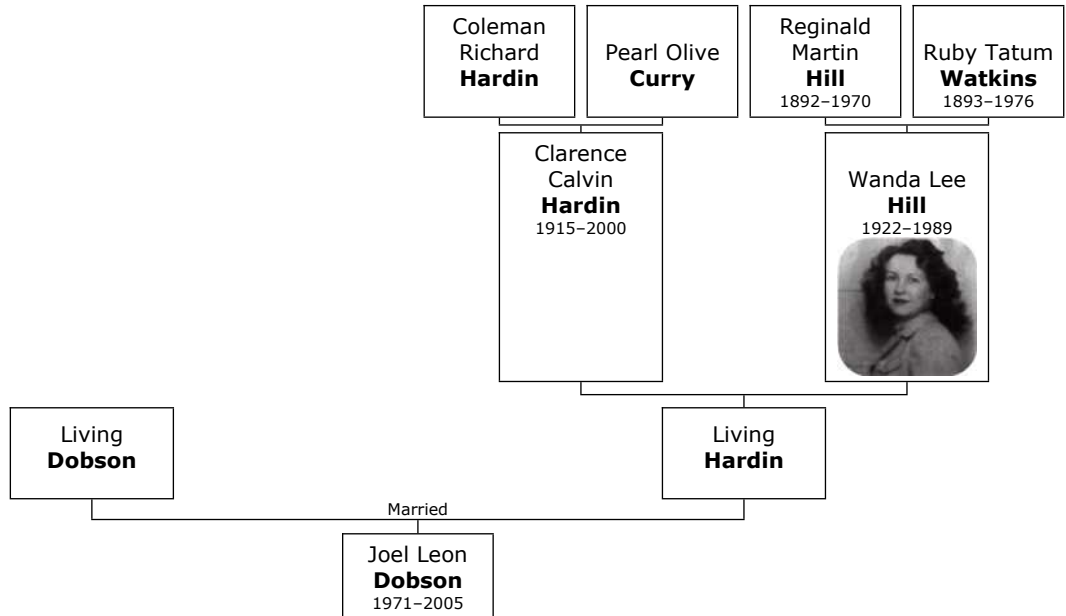 Coleman
Richard
Hardin
Pearl Olive
Curry
Reginald
Martin
Hill
1892–1970
Ruby Tatum
Watkins
1893–1976
Clarence
Calvin
Hardin
1915–2000
Wanda Lee
Hill
1922–1989
Living
Dobson
Living
Hardin
Married
Joel Leon
Dobson
1971–2005